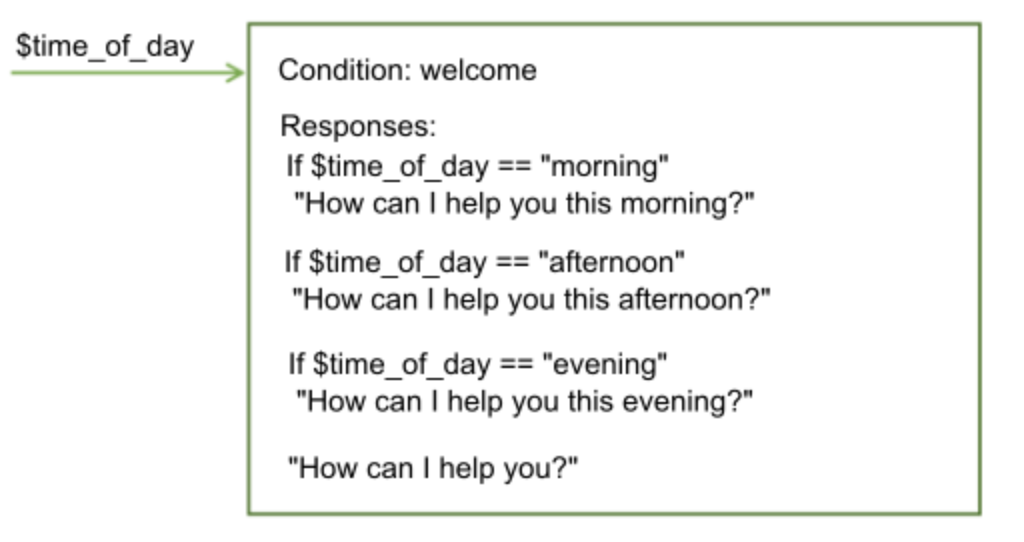 $time_of_day
Condition: welcome
Responses:
If $time_of_day == "morning"
"How can I help you this morning?"
If $time_of_day == "afternoon"
"How can I help you this afternoon?"
If $time_of_day == "evening"
"How can I help you this evening?"
"How can I help you?"